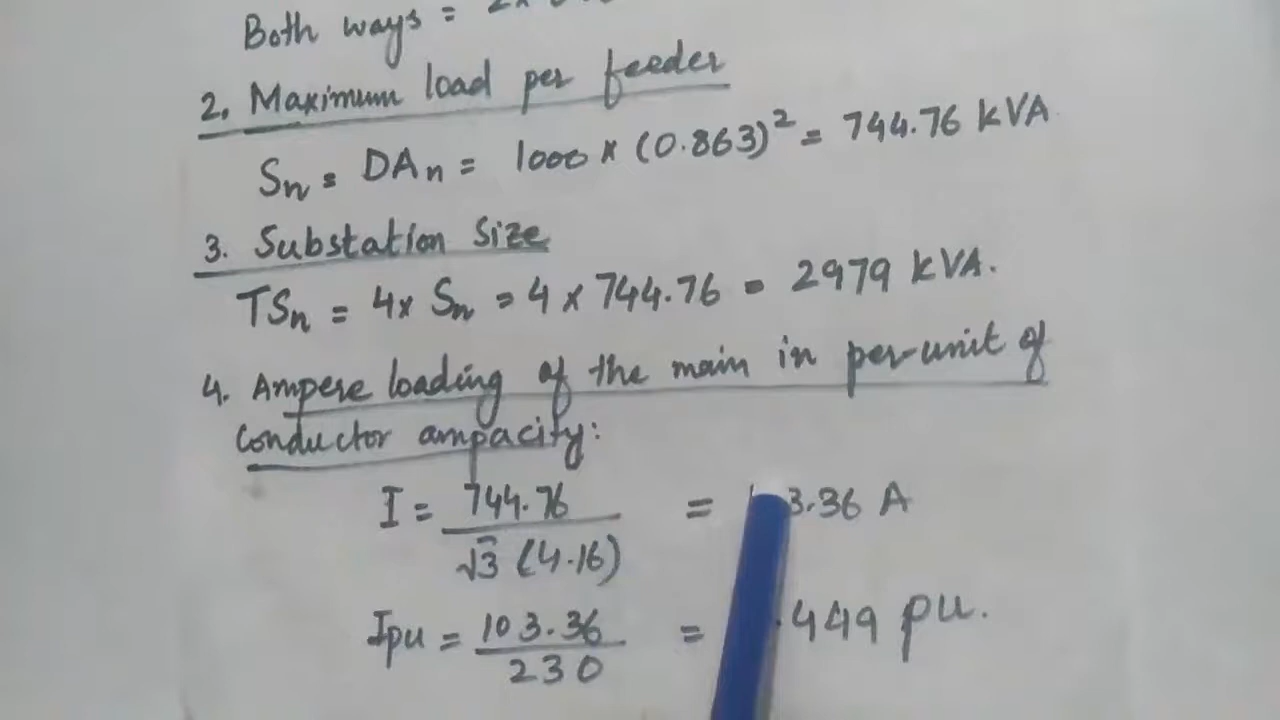 Both ways = 2×
2. Maximum load per feeder
Sn = DAn = 1000 × (0.863)² = 744.76 kVA
3. Substation Size
TSn = 4× Sn = 4 × 744.76 = 2979 kVA.
4. Ampere loading of the main in per-unit of
conductor ampacity:
I = 744.76 / √3 (4.16) = 3.36 A
Ipu = 103.36 / 230 = .449 pu.